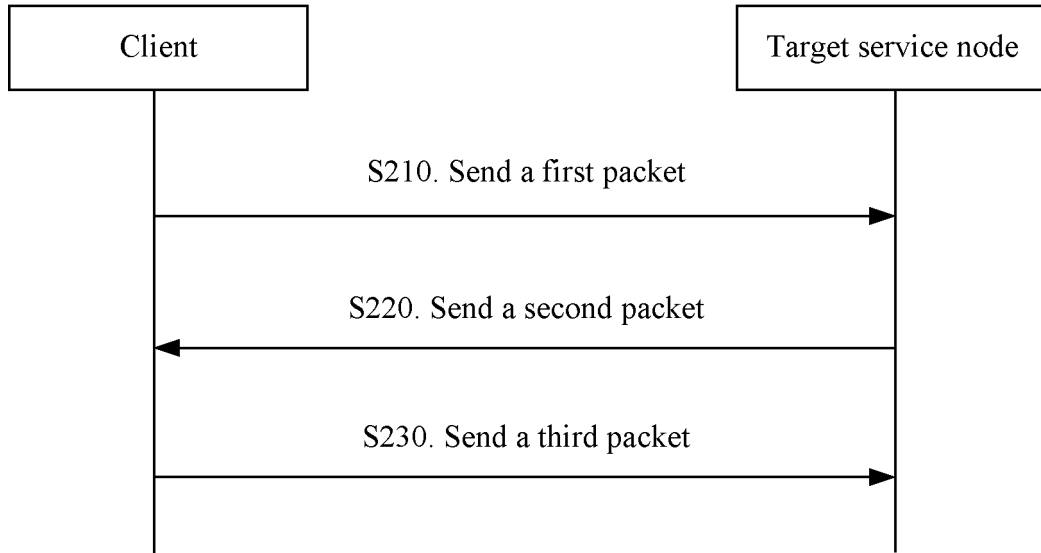 Client
Target service node
S210. Send a first packet
S220. Send a second packet
S230. Send a third packet